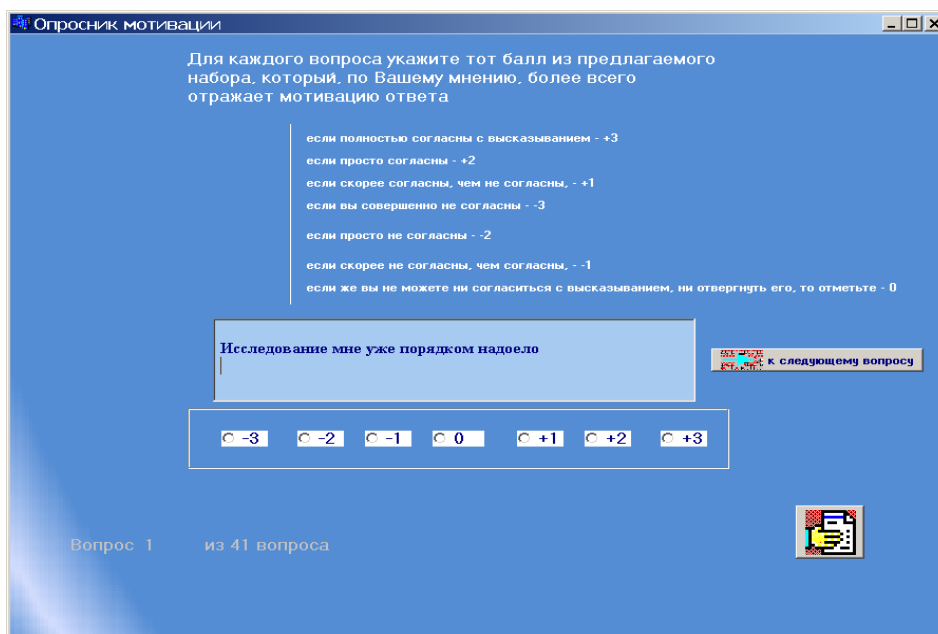 Опросник мотивации
Для каждого вопроса укажите тот балл из предлагаемого
набора, который, по Вашему мнению, более всего
отражает мотивацию ответа
если полностью согласны с высказыванием - +3
если просто согласны - +2
если скорее согласны, чем не согласны, - +1
если вы совершенно не согласны - -3
если просто не согласны - -2
если скорее не согласны, чем согласны, - -1
если же вы не можете ни согласиться с высказыванием, ни отвергнуть его, то отметьте - 0
Исследование мне уже порядком надоело
к следующему вопросу
-3 -2 -1 0 +1 +2 +3
Вопрос 1 из 41 вопроса